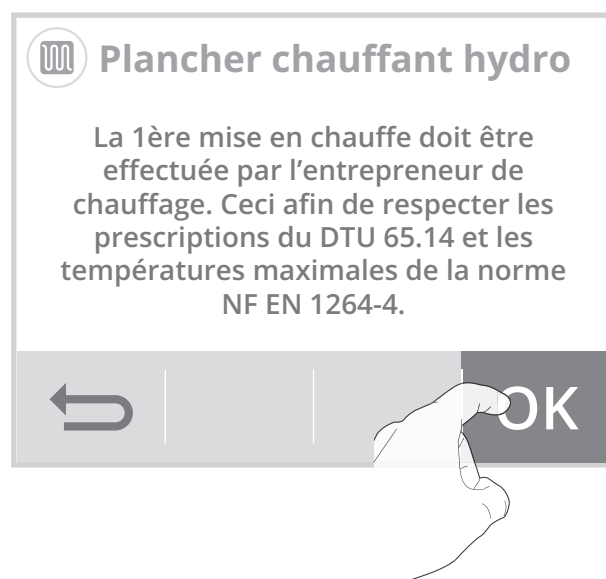 Plancher chauffant hydro
La 1ère mise en chauffe doit être
effectuée par l’entrepreneur de
chauffage. Ceci afin de respecter les
prescriptions du DTU 65.14 et les
températures maximales de la norme
NF EN 1264-4.
OK